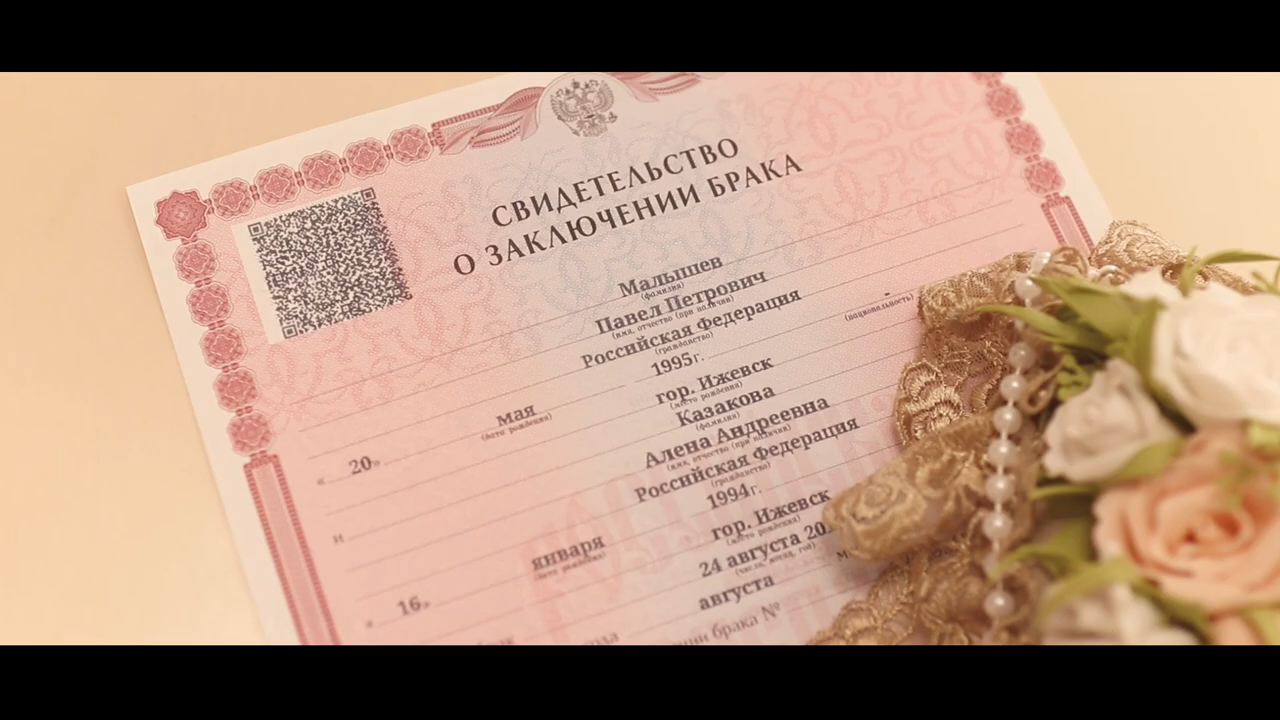 СВИДЕТЕЛЬСТВО
О ЗАКЛЮЧЕНИИ БРАКА
Малышев
(фамилия)
Павел Петрович
(имя, отчество (при наличии)
Российская Федерация -
(гражданство) (национальность)
« 20» мая 1995г.
(дата рождения)
гор. Ижевск
(место рождения)
и Казакова
(фамилия)
Алена Андреевна
(имя, отчество (при наличии)
Российская Федерация
(гражданство)
« 16» января 1994г.
(дата рождения)
гор. Ижевск
(место рождения)
24 августа 20
(число, месяц, год)
августа
брака №